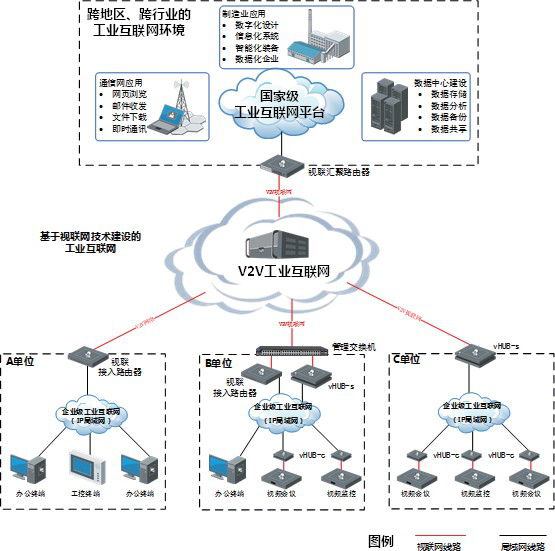 跨地区、跨行业的
工业互联网环境
制造业应用
• 数字化设计
• 信息化系统
• 智能化装备
• 数据化企业
通信网应用
• 网页浏览
• 邮件收发
• 文件下载
• 即时通讯
国家级
工业互联网平台
数据中心建设
• 数据存储
• 数据分析
• 数据备份
• 数据共享
视联汇聚路由器
V2V视联网
基于视联网技术建设的
工业互联网
V2V工业互联网
V2V视联网
V2V视联网
管理交换机
vHUB-s
A单位
视联
接入路由器
B单位
视联
接入路由器
vHUB-s
C单位
企业级工业互联网
（IP局域网）
企业级工业互联网
（IP局域网）
企业级工业互联网
（IP局域网）
vHUB-c
vHUB-c
vHUB-c
vHUB-c
vHUB-c
办公终端
工控终端
办公终端
办公终端
视频会议
视频监控
视频会议
视频监控
视频会议
图例
视联网线路
局域网线路